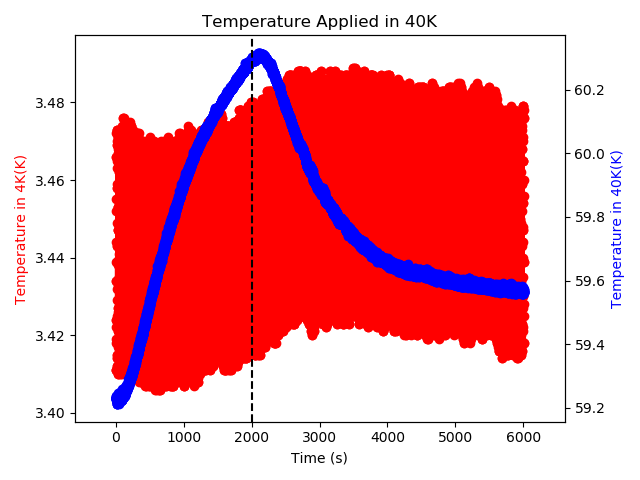 Temperature Applied in 40K
3.48
3.46
3.44
3.42
3.40
Temperature in 4K(K)
60.2
60.0
59.8
59.6
59.4
59.2
Temperature in 40K(K)
0 1000 2000 3000 4000 5000 6000
Time (s)